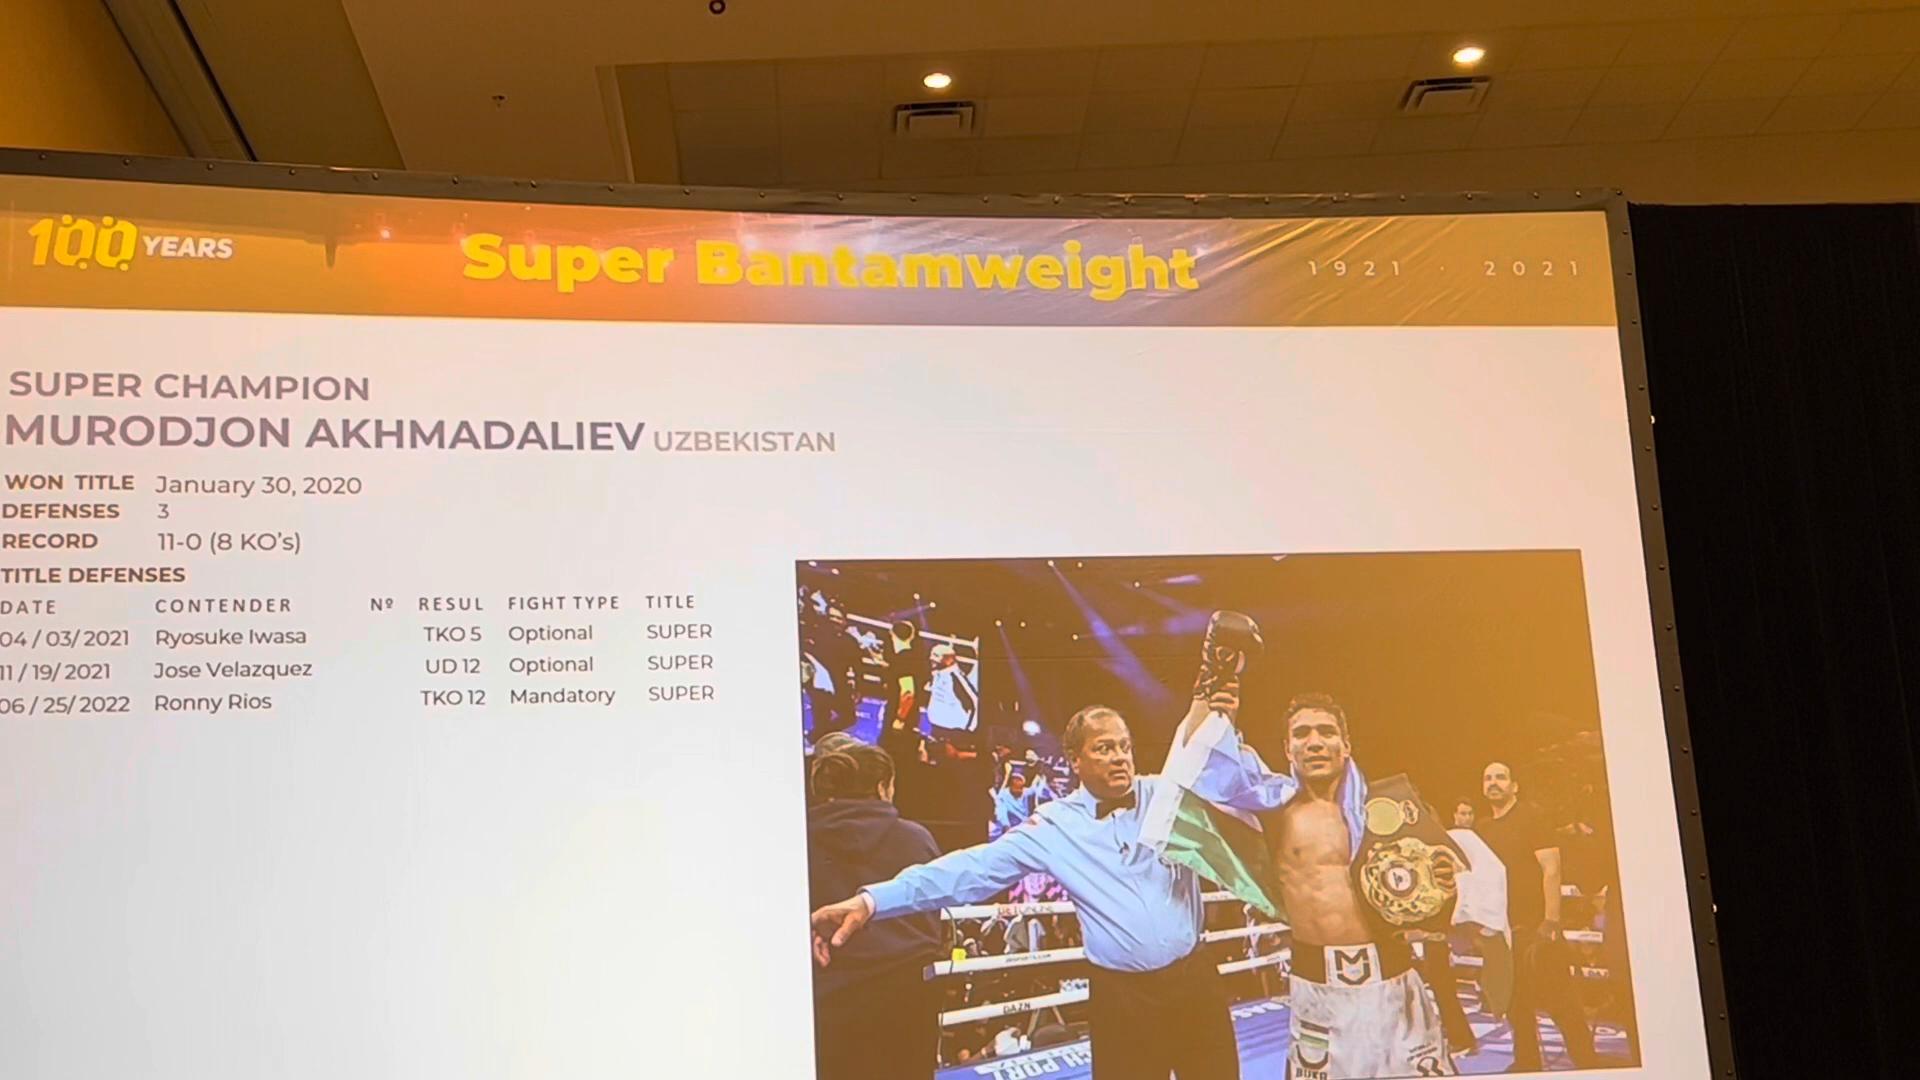 100 YEARS
Super Bantamweight
1921 · 2021
SUPER CHAMPION
MURODJON AKHMADALIEV UZBEKISTAN
WON TITLE January 30, 2020
DEFENSES 3
RECORD 11-0 (8 KO's)
TITLE DEFENSES
DATE CONTENDER Nº RESUL FIGHT TYPE TITLE
04 / 03/ 2021 Ryosuke Iwasa TKO 5 Optional SUPER
11 / 19/ 2021 Jose Velazquez UD 12 Optional SUPER
06 / 25/ 2022 Ronny Rios TKO 12 Mandatory SUPER
MJ
DAZN